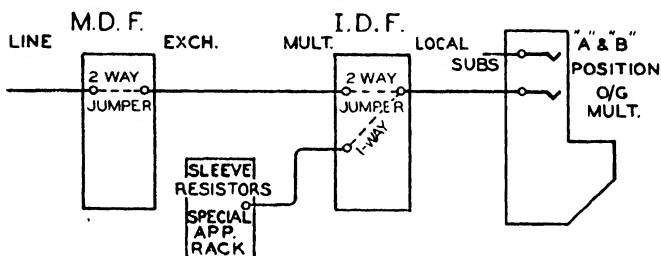 M.D.F.
I.D.F.
LINE
EXCH.
MULT.
LOCAL
SUBS
"A" & "B"
POSITION
O/G
MULT.
2 WAY
JUMPER
2 WAY
JUMPER
1-WAY
SLEEVE
RESISTORS
SPECIAL
APP.
RACK